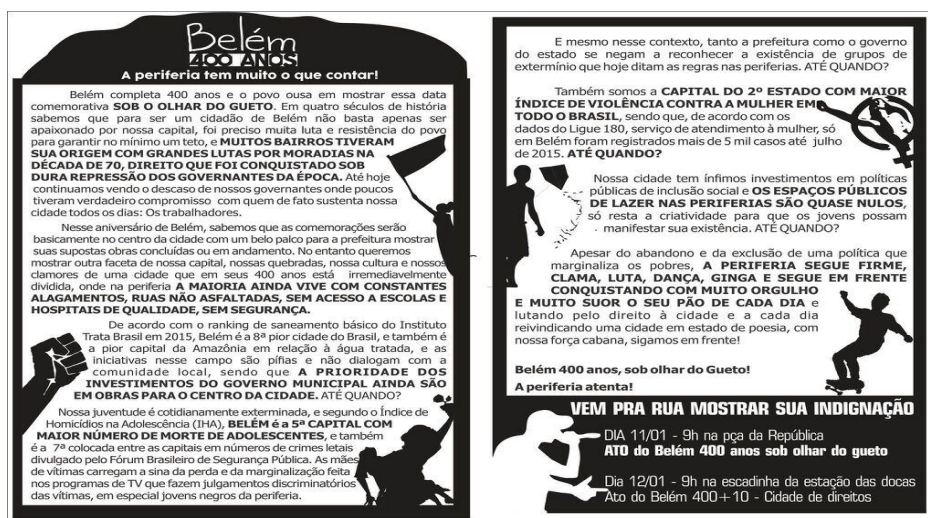 Belém
400 ANOS
A periferia tem muito o que contar!
Belém completa 400 anos e o povo ousa em mostrar essa data
comemorativa SOB O OLHAR DO GUETO. Em quatro séculos de história
sabemos que para ser um cidadão de Belém não basta apenas ser
apaixonado por nossa capital, foi preciso muita luta e resistência do povo
para garantir no mínimo um teto, e MUITOS BAIRROS TIVERAM
SUA ORIGEM COM GRANDES LUTAS POR MORADIAS NA
DÉCADA DE 70, DIREITO QUE FOI CONQUISTADO SOB
DURA REPRESSÃO DOS GOVERNANTES DA ÉPOCA. Até hoje
continuamos vendo o descaso de nossos governantes onde poucos
tiveram verdadeiro compromisso com quem de fato sustenta nossa
cidade todos os dias: Os trabalhadores.
Nesse aniversário de Belém, sabemos que as comemorações serão
basicamente no centro da cidade com um belo palco para a prefeitura mostrar
suas supostas obras concluídas ou em andamento. No entanto queremos
mostrar outra faceta de nossa capital, nossas quebradas, nossa cultura e nossos
clamores de uma cidade que em seus 400 anos está irremediavelmente
dividida, onde na periferia A MAIORIA AINDA VIVE COM CONSTANTES
ALAGAMENTOS, RUAS NÃO ASFALTADAS, SEM ACESSO A ESCOLAS E
HOSPITAIS DE QUALIDADE, SEM SEGURANÇA.
De acordo com o ranking de saneamento básico do Instituto
Trata Brasil em 2015, Belém é a 8ª pior cidade do Brasil, e também é
a pior capital da Amazônia em relação à água tratada, e as
iniciativas nesse campo são pífias e não dialogam com a
comunidade local, sendo que A PRIORIDADE DOS
INVESTIMENTOS DO GOVERNO MUNICIPAL AINDA SÃO
EM OBRAS PARA O CENTRO DA CIDADE. ATÉ QUANDO?
Nossa juventude é cotidianamente exterminada, e segundo o Índice de
Homicídios na Adolescência (IHA), BELÉM é a 5ª CAPITAL COM
MAIOR NÚMERO DE MORTE DE ADOLESCENTES, e também
é a 7ª colocada entre as capitais em números de crimes letais
divulgado pelo Fórum Brasileiro de Segurança Pública. As mães
de vítimas carregam a sina da perda e da marginalização feita
nos programas de TV que fazem julgamentos discriminatórios
das vítimas, em especial jovens negros da periferia.
E mesmo nesse contexto, tanto a prefeitura como o governo
do estado se negam a reconhecer a existência de grupos de
extermínio que hoje ditam as regras nas periferias. ATÉ QUANDO?
Também somos a CAPITAL DO 2º ESTADO COM MAIOR
ÍNDICE DE VIOLÊNCIA CONTRA A MULHER EM
TODO O BRASIL, sendo que, de acordo com os
dados do Ligue 180, serviço de atendimento à mulher, só
em Belém foram registrados mais de 5 mil casos até julho
de 2015. ATÉ QUANDO?
Nossa cidade tem ínfimos investimentos em políticas
públicas de inclusão social e OS ESPAÇOS PÚBLICOS
DE LAZER NAS PERIFERIAS SÃO QUASE NULOS,
só resta a criatividade para que os jovens possam
manifestar sua existência. ATÉ QUANDO?
Apesar do abandono e da exclusão de uma política que
marginaliza os pobres, A PERIFERIA SEGUE FIRME,
CLAMA, LUTA, DANÇA, GINGA E SEGUE EM FRENTE
CONQUISTANDO COM MUITO ORGULHO
E MUITO SUOR O SEU PÃO DE CADA DIA e
lutando pelo direito à cidade e a cada dia
reivindicando uma cidade em estado de poesia, com
nossa força cabana, sigamos em frente!
Belém 400 anos, sob olhar do Gueto!
A periferia atenta!
VEM PRA RUA MOSTRAR SUA INDIGNAÇÃO
DIA 11/01 - 9h na pça da República
ATO do Belém 400 anos sob olhar do gueto
Dia 12/01 - 9h na escadinha da estação das docas
Ato do Belém 400+10 - Cidade de direitos